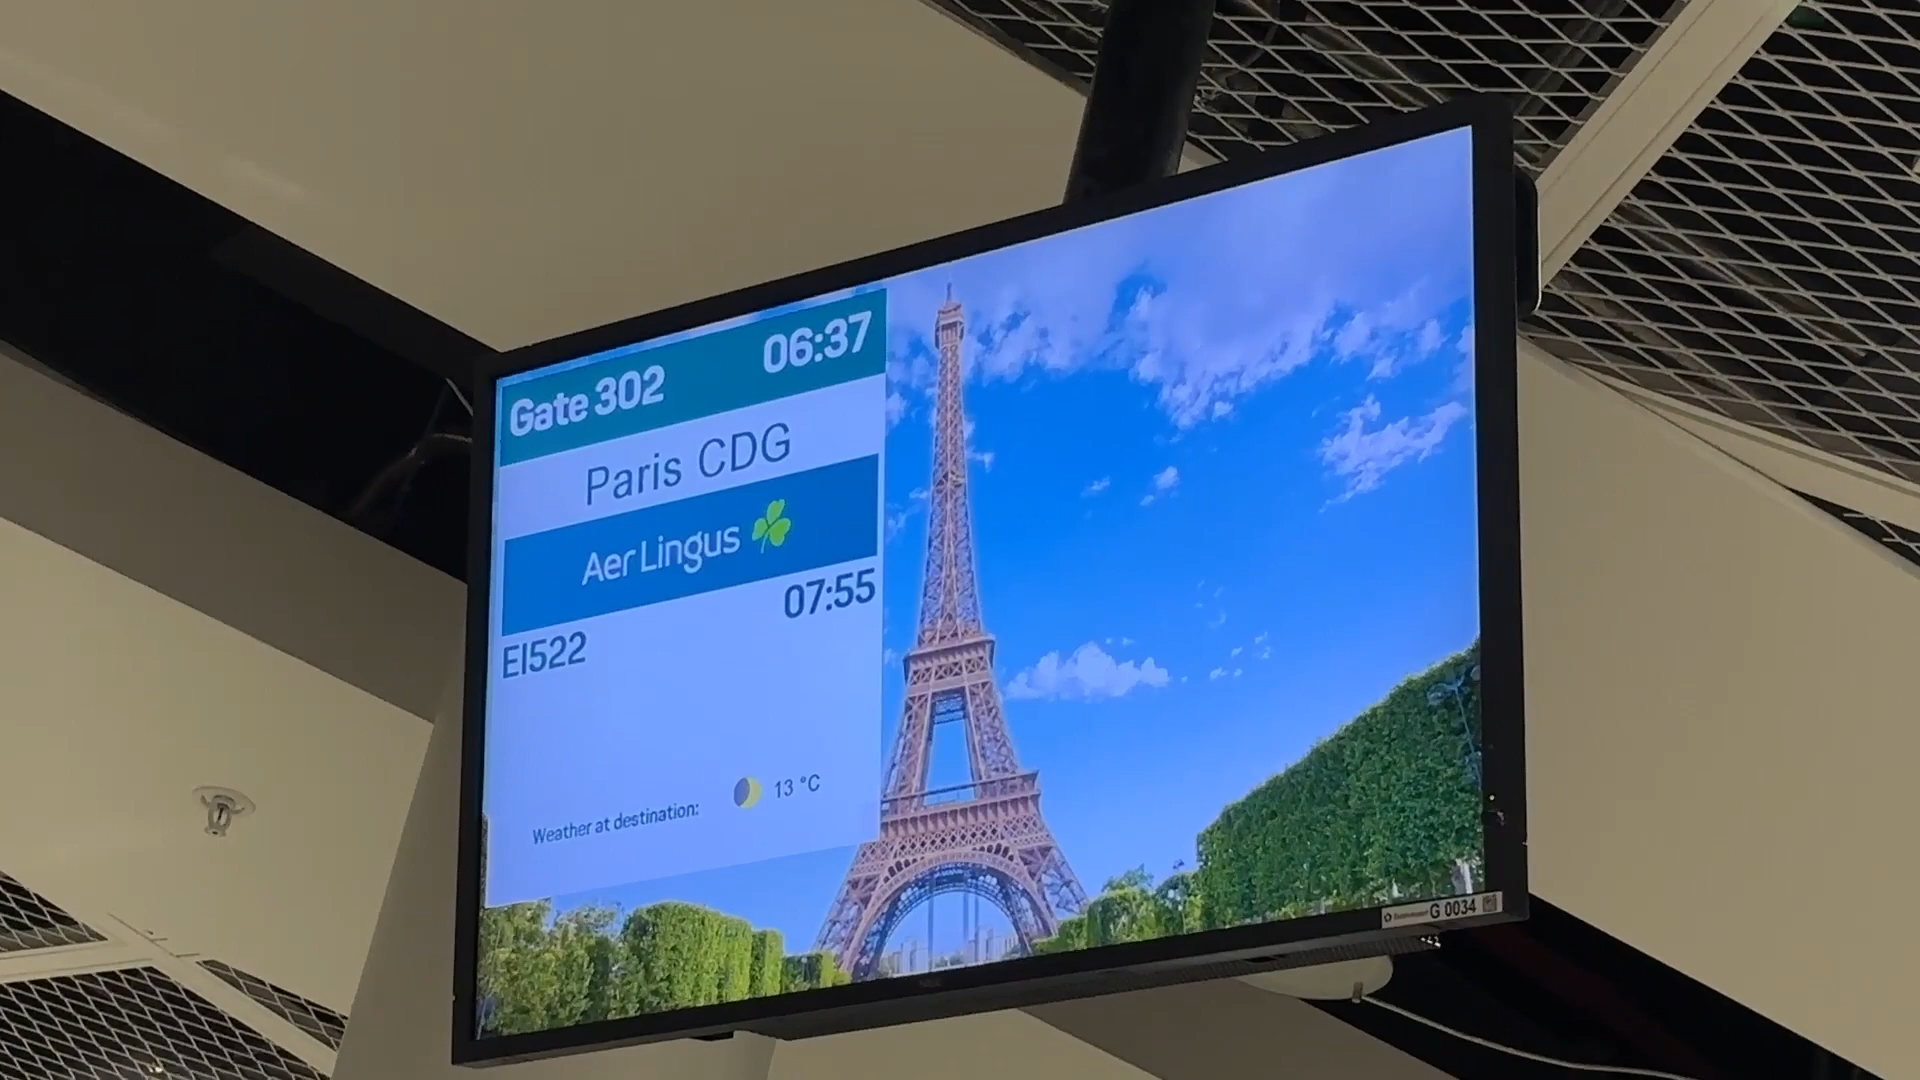 Gate 302 06:37
Paris CDG
Aer Lingus
07:55
EI522
Weather at destination: 13 °C
G 0034